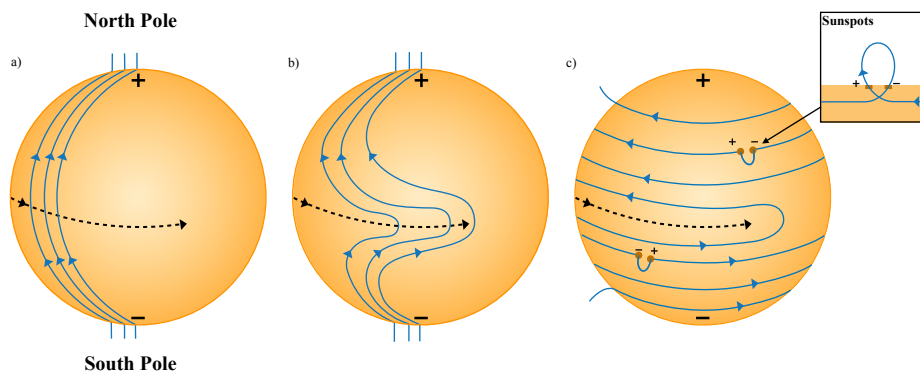 North Pole
Sunspots
a)
b)
c)
+
+
+
+ −
+ −
− +
−
−
−
South Pole